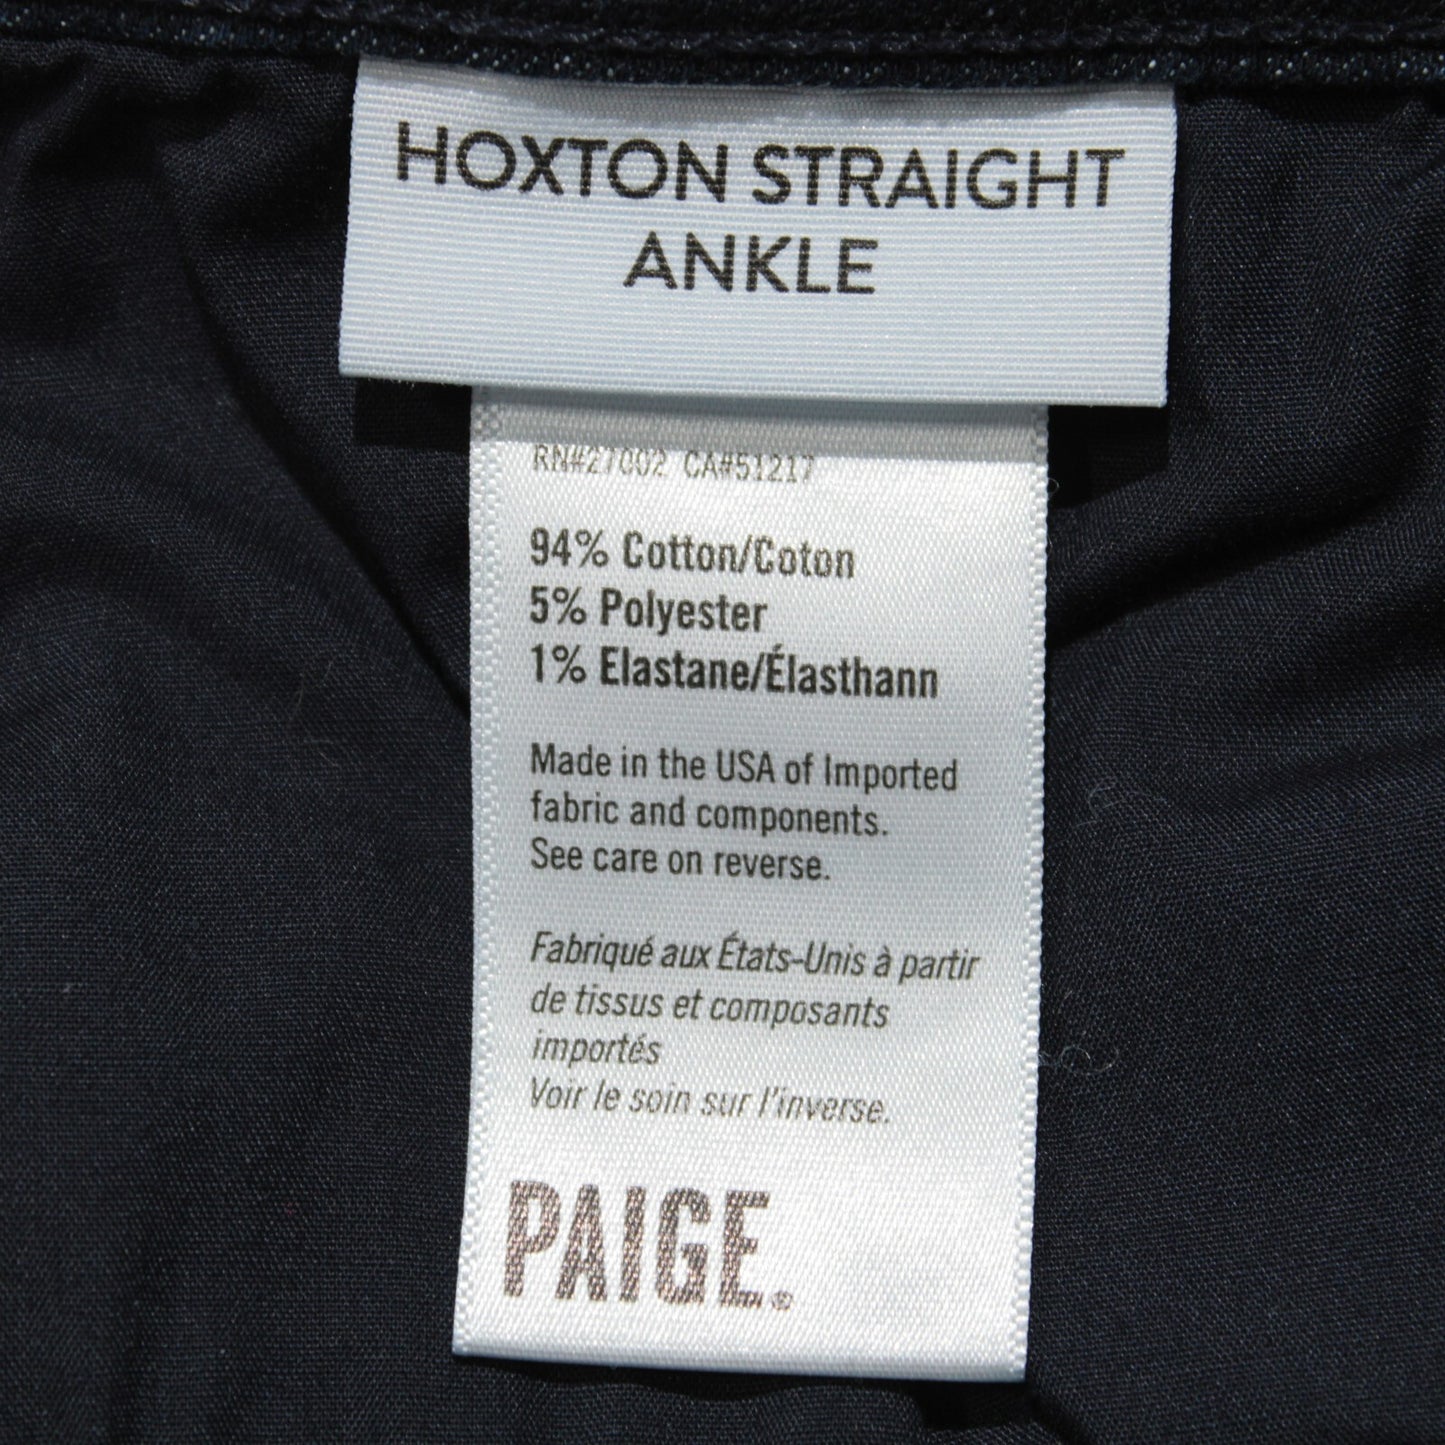 HOXTON STRAIGHT
ANKLE
RN#27002 CA#51217
94% Cotton/Coton
5% Polyester
1% Elastane/Élasthann
Made in the USA of Imported
fabric and components.
See care on reverse.
Fabriqué aux États-Unis à partir
de tissus et composants
importés
Voir le soin sur l'inverse.
PAIGE.®